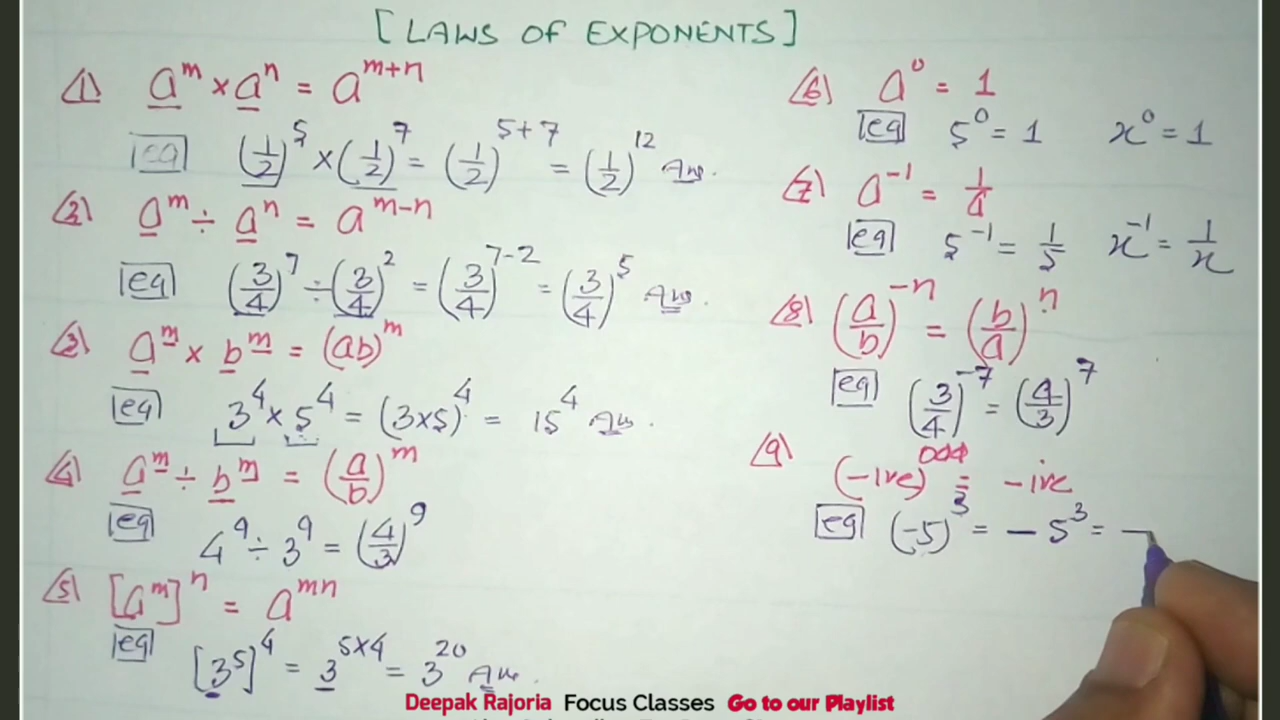 [LAWS OF EXPONENTS]
(1) a^m × a^n = a^(m+n)
eg (1/2)^5 × (1/2)^7 = (1/2)^(5+7) = (1/2)^12 Ans.
(2) a^m ÷ a^n = a^(m-n)
eg (3/4)^7 ÷ (3/4)^2 = (3/4)^(7-2) = (3/4)^5 Ans.
(3) a^m × b^m = (ab)^m
eg 3^4 × 5^4 = (3×5)^4 = 15^4 Ans.
(4) a^m ÷ b^m = (a/b)^m
eg 4^9 ÷ 3^9 = (4/3)^9
(5) [a^m]^n = a^mn
eg [3^5]^4 = 3^(5×4) = 3^20 Ans.
(6) a^0 = 1
eg 5^0 = 1 x^0 = 1
(7) a^-1 = 1/a
eg 5^-1 = 1/5 x^-1 = 1/x
(8) (a/b)^-n = (b/a)^n
eg (3/4)^-7 = (4/3)^7
(9) (-ive)^odd = -ive
eg (-5)^3 = -5^3 = -
Deepak Rajoria Focus Classes Go to our Playlist